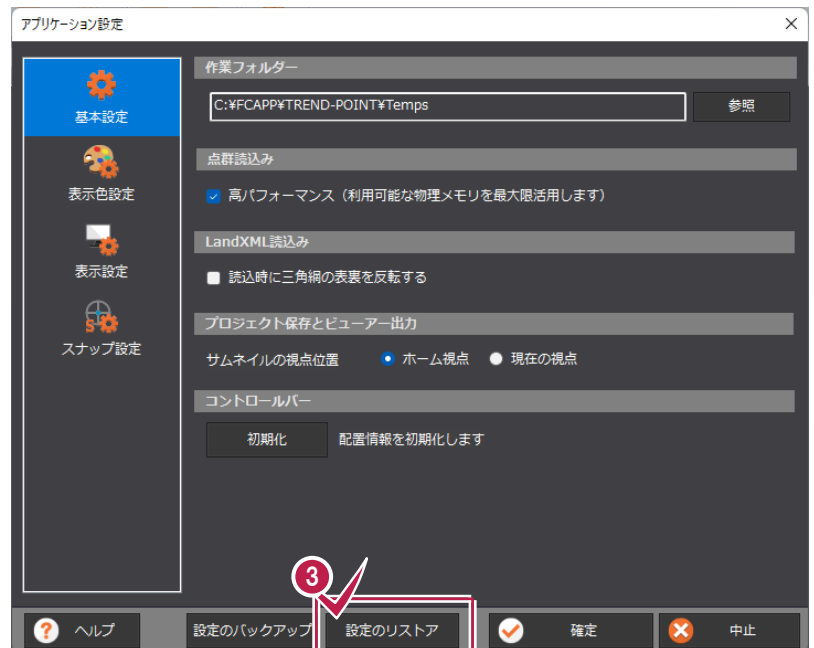 アプリケーション設定
基本設定
表示色設定
表示設定
スナップ設定
作業フォルダー
C:¥FCAPP¥TREND-POINT¥Temps 参照
点群読込み
高パフォーマンス（利用可能な物理メモリを最大限活用します）
LandXML読込み
読込時に三角網の表裏を反転する
プロジェクト保存とビューアー出力
サムネイルの視点位置 ホーム視点 現在の視点
コントロールバー
初期化 配置情報を初期化します
3
? ヘルプ 設定のバックアップ 設定のリストア 確定 中止